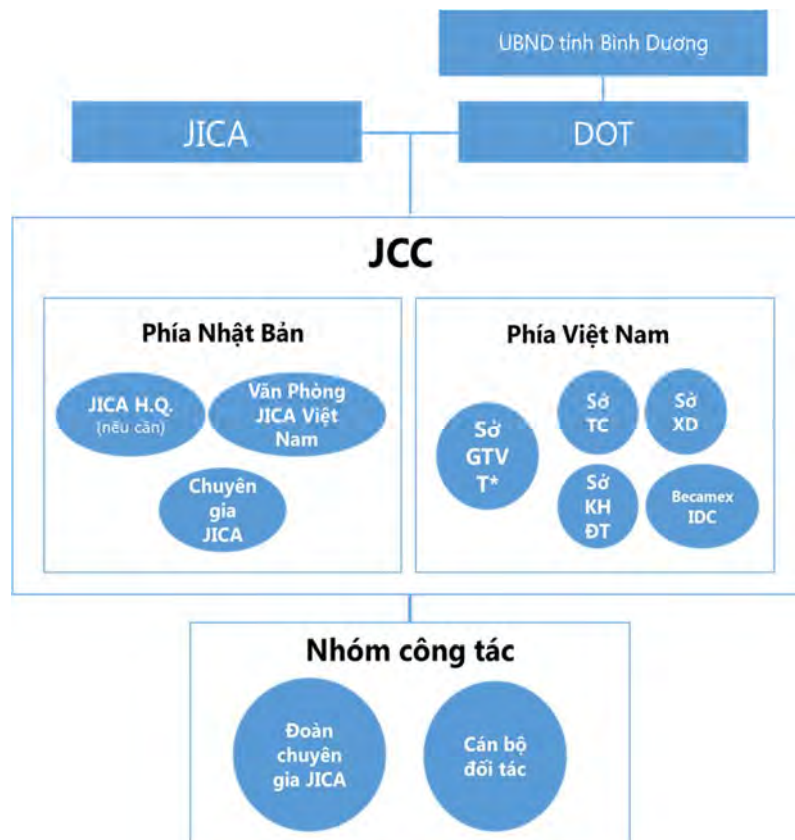 UBND tỉnh Bình Dương
JICA
DOT
JCC
Phía Nhật Bản
JICA H.Q.
(nếu cần)
Văn Phòng
JICA Việt
Nam
Chuyên
gia
JICA
Phía Việt Nam
Sở
GTV
T*
Sở
TC
Sở
XD
Sở
KH
ĐT
Becamex
IDC
Nhóm công tác
Đoàn
chuyên
gia JICA
Cán bộ
đối tác